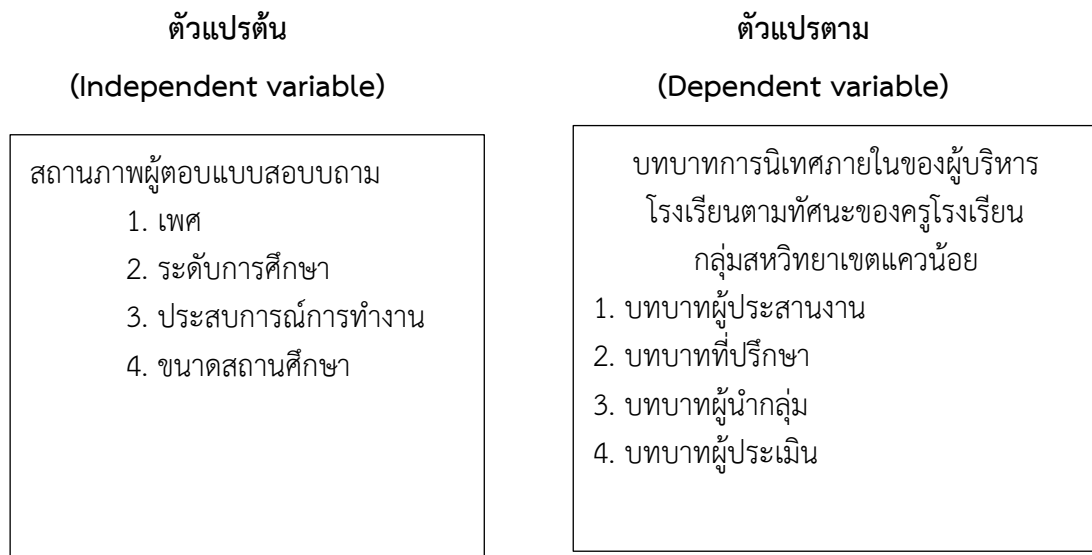 ตัวแปรต้น
(Independent variable)
สถานภาพผู้ตอบแบบสอบบถาม
1. เพศ
2. ระดับการศึกษา
3. ประสบการณ์การทำงาน
4. ขนาดสถานศึกษา
ตัวแปรตาม
(Dependent variable)
บทบาทการนิเทศภายในของผู้บริหาร
โรงเรียนตามทัศนะของครูโรงเรียน
กลุ่มสหวิทยาเขตแควน้อย
1. บทบาทผู้ประสานงาน
2. บทบาทที่ปรึกษา
3. บทบาทผู้นำกลุ่ม
4. บทบาทผู้ประเมิน